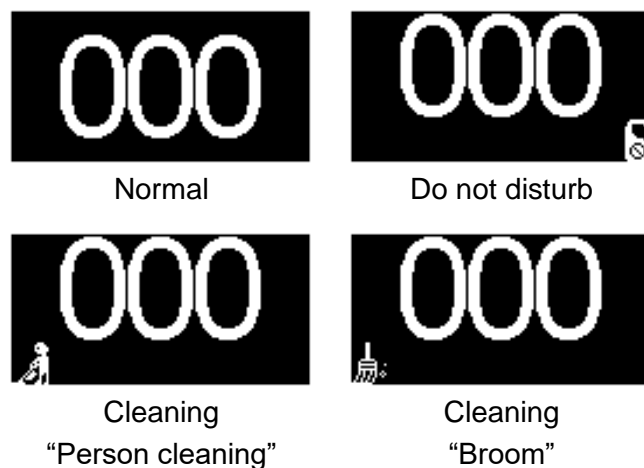 000
000
Normal
Do not disturb
000
000
Cleaning
“Person cleaning”
Cleaning
“Broom”